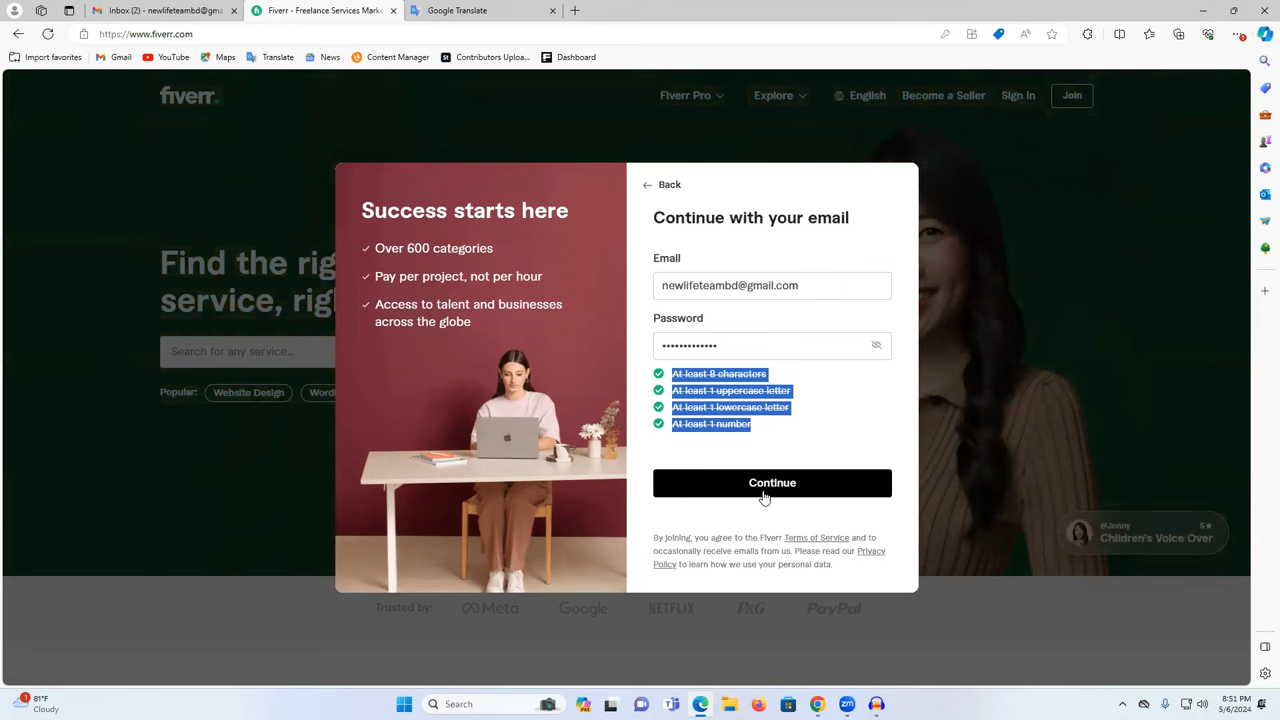 Inbox (2) - newlifeteambd@gma
Fiverr - Freelance Services Mark
Google Translate
https://www.fiverr.com
Import favorites
Gmail
YouTube
Maps
Translate
News
Campaign Manager
Contributors Uploa...
Dashboard
fiverr.
Fiverr Pro
Explore
English
Become a Seller
Sign In
Join
Success starts here
Over 600 categories
Pay per project, not per hour
Access to talent and businesses
across the globe
Back
Continue with your email
Email
newlifeteambd@gmail.com
Password
•••••••••••••
At least 8 characters
At least 1 uppercase letter
At least 1 lowercase letter
At least 1 number
Continue
By joining, you agree to the Fiverr Terms of Service and to
occasionally receive emails from us. Please read our Privacy
Policy to learn how we use your personal data.
Find the rig
service, rig
Search for any service...
Popular:
Website Design
Word
@Jenny
5★
Children's Voice Over
Trusted by:
Meta
Google
NETFLIX
P&G
PayPal
1
81°F
Cloudy
Search
8:51 PM
5/6/2024